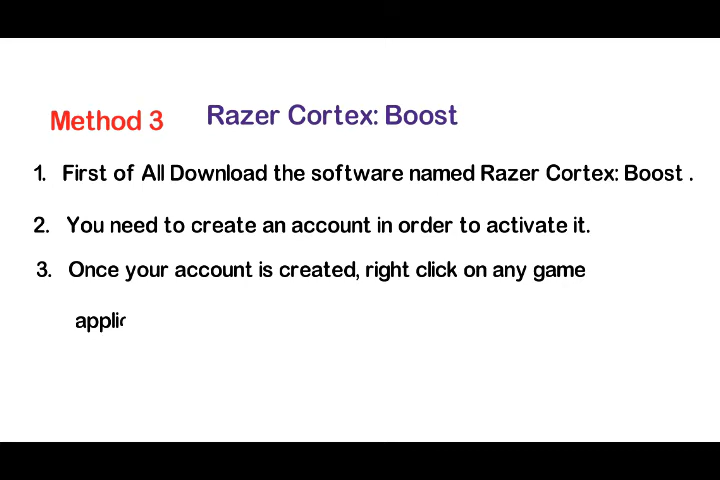 Method 3 Razer Cortex: Boost
1. First of All Download the software named Razer Cortex: Boost .
2. You need to create an account in order to activate it.
3. Once your account is created, right click on any game